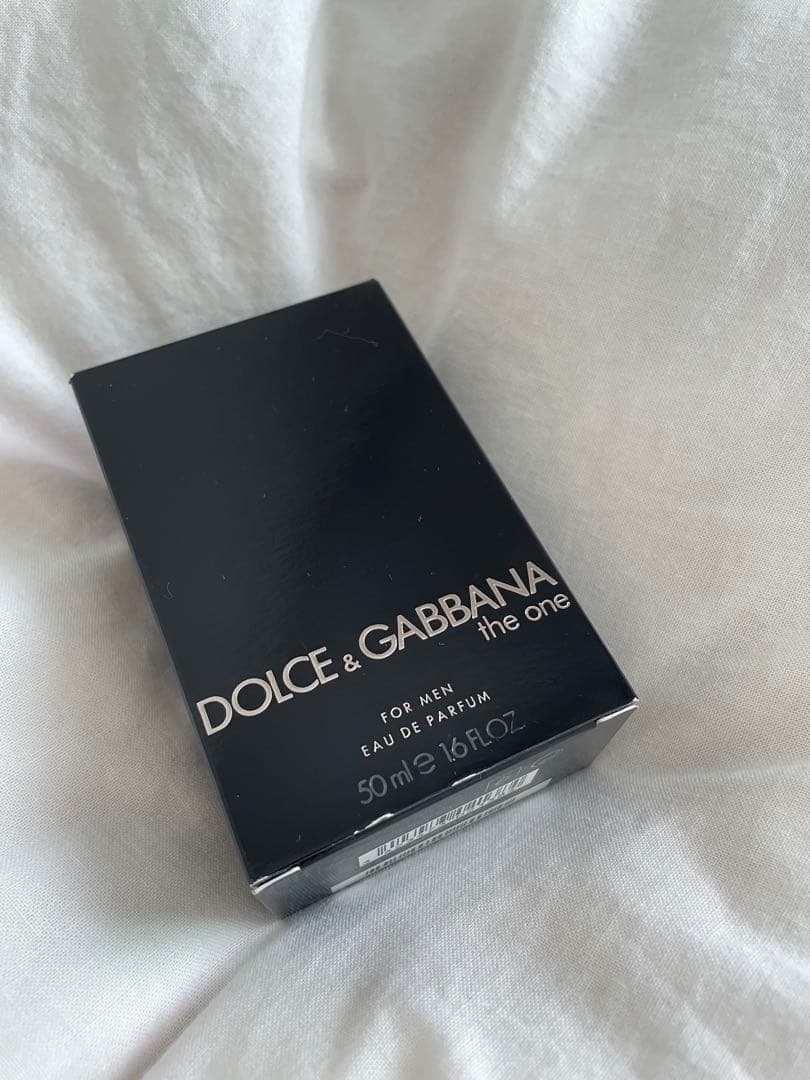 DOLCE & GABBANA
the one
FOR MEN
EAU DE PARFUM
50 ml ℮ 1.6 FL.OZ